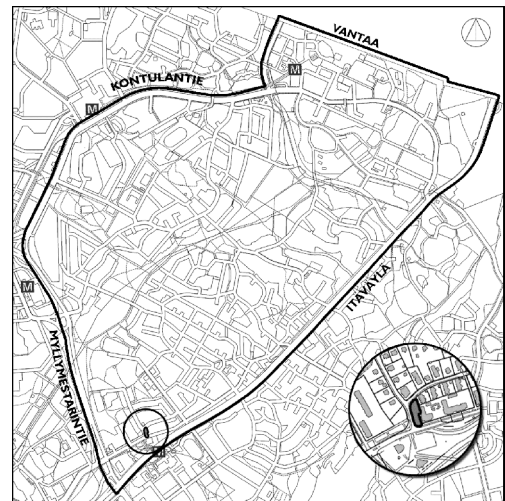 VANTAA
KONTULANTIE
M
M
M
MYLLYMESTARINTIE
ITÄVÄYLÄ
M